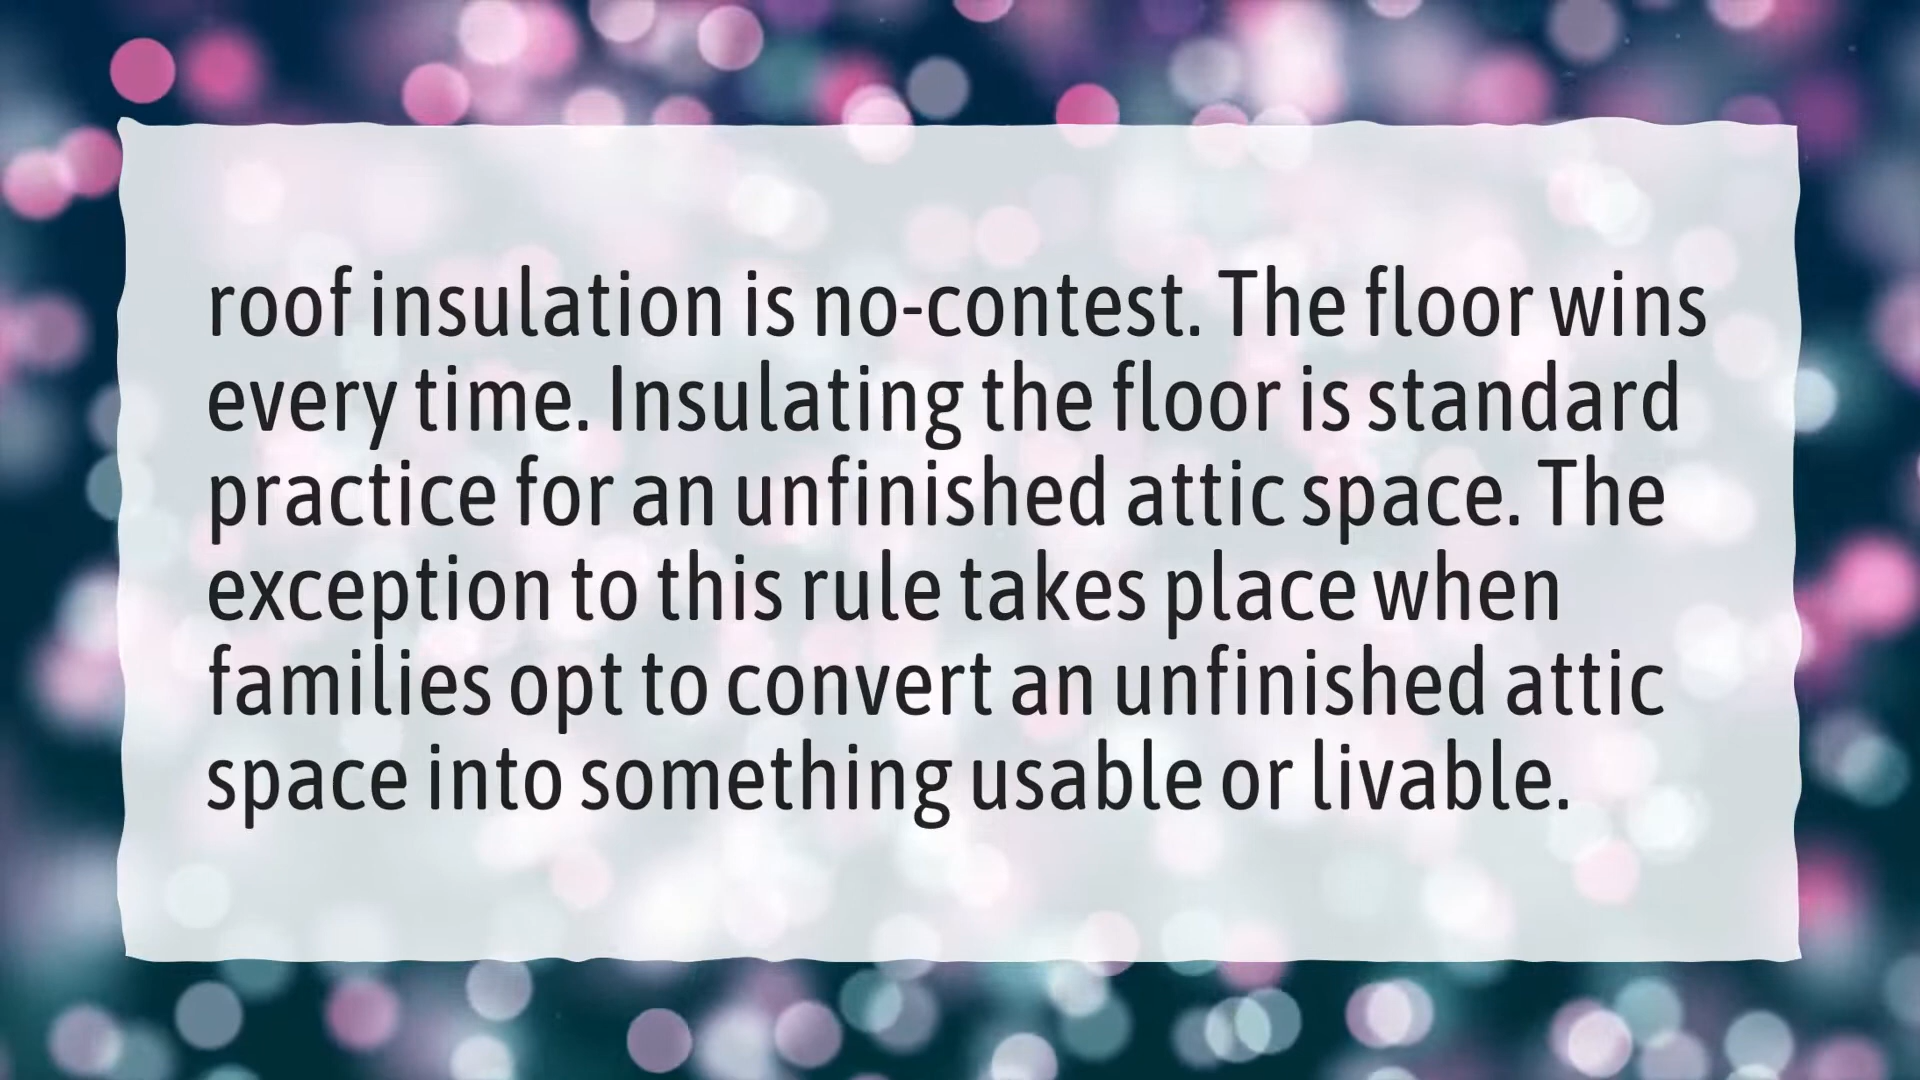 roof insulation is no-contest. The floor wins
every time. Insulating the floor is standard
practice for an unfinished attic space. The
exception to this rule takes place when
families opt to convert an unfinished attic
space into something usable or livable.